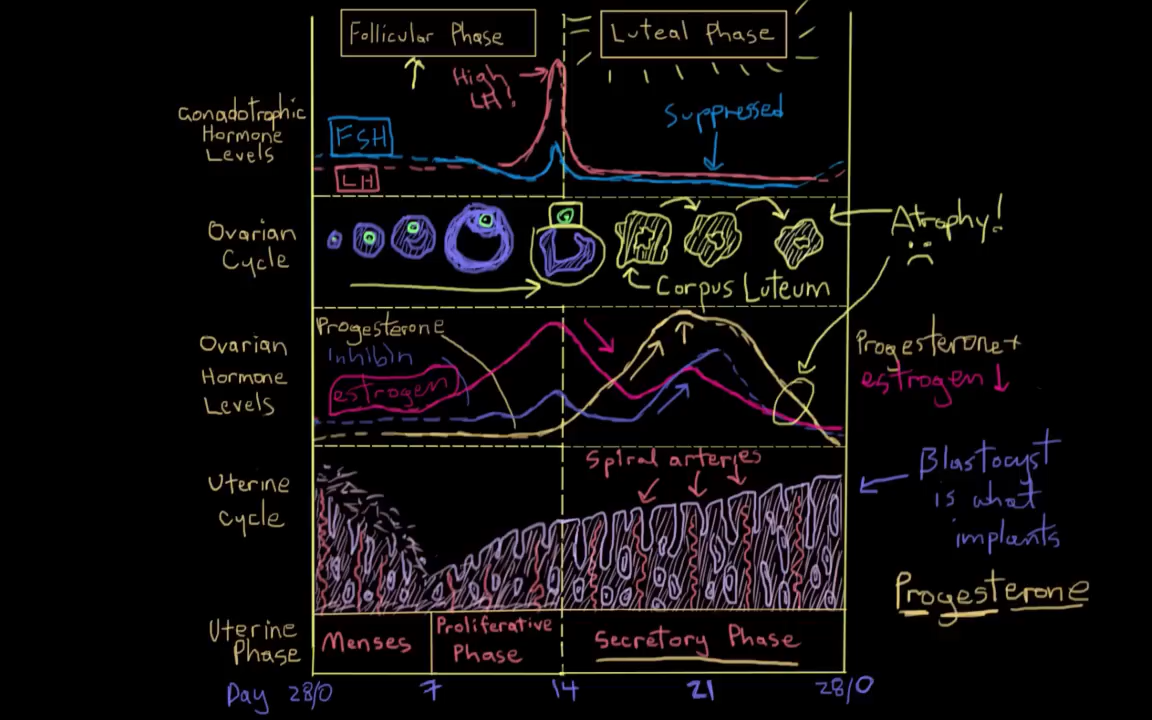 Follicular Phase
Luteal Phase
High
LH!
Gonadotrophic
Hormone
Levels
FSH
LH
Suppressed
Ovarian
Cycle
Corpus Luteum
Atrophy!
Ovarian
Hormone
Levels
Progesterone
inhibin
estrogen
Progesterone+
estrogen ↓
Uterine
Cycle
Spiral arteries
Blastocyst
is what
implants
Progesterone
Uterine
Phase
Menses
Proliferative
Phase
Secretory Phase
Day 28/0 7 14 21 28/0